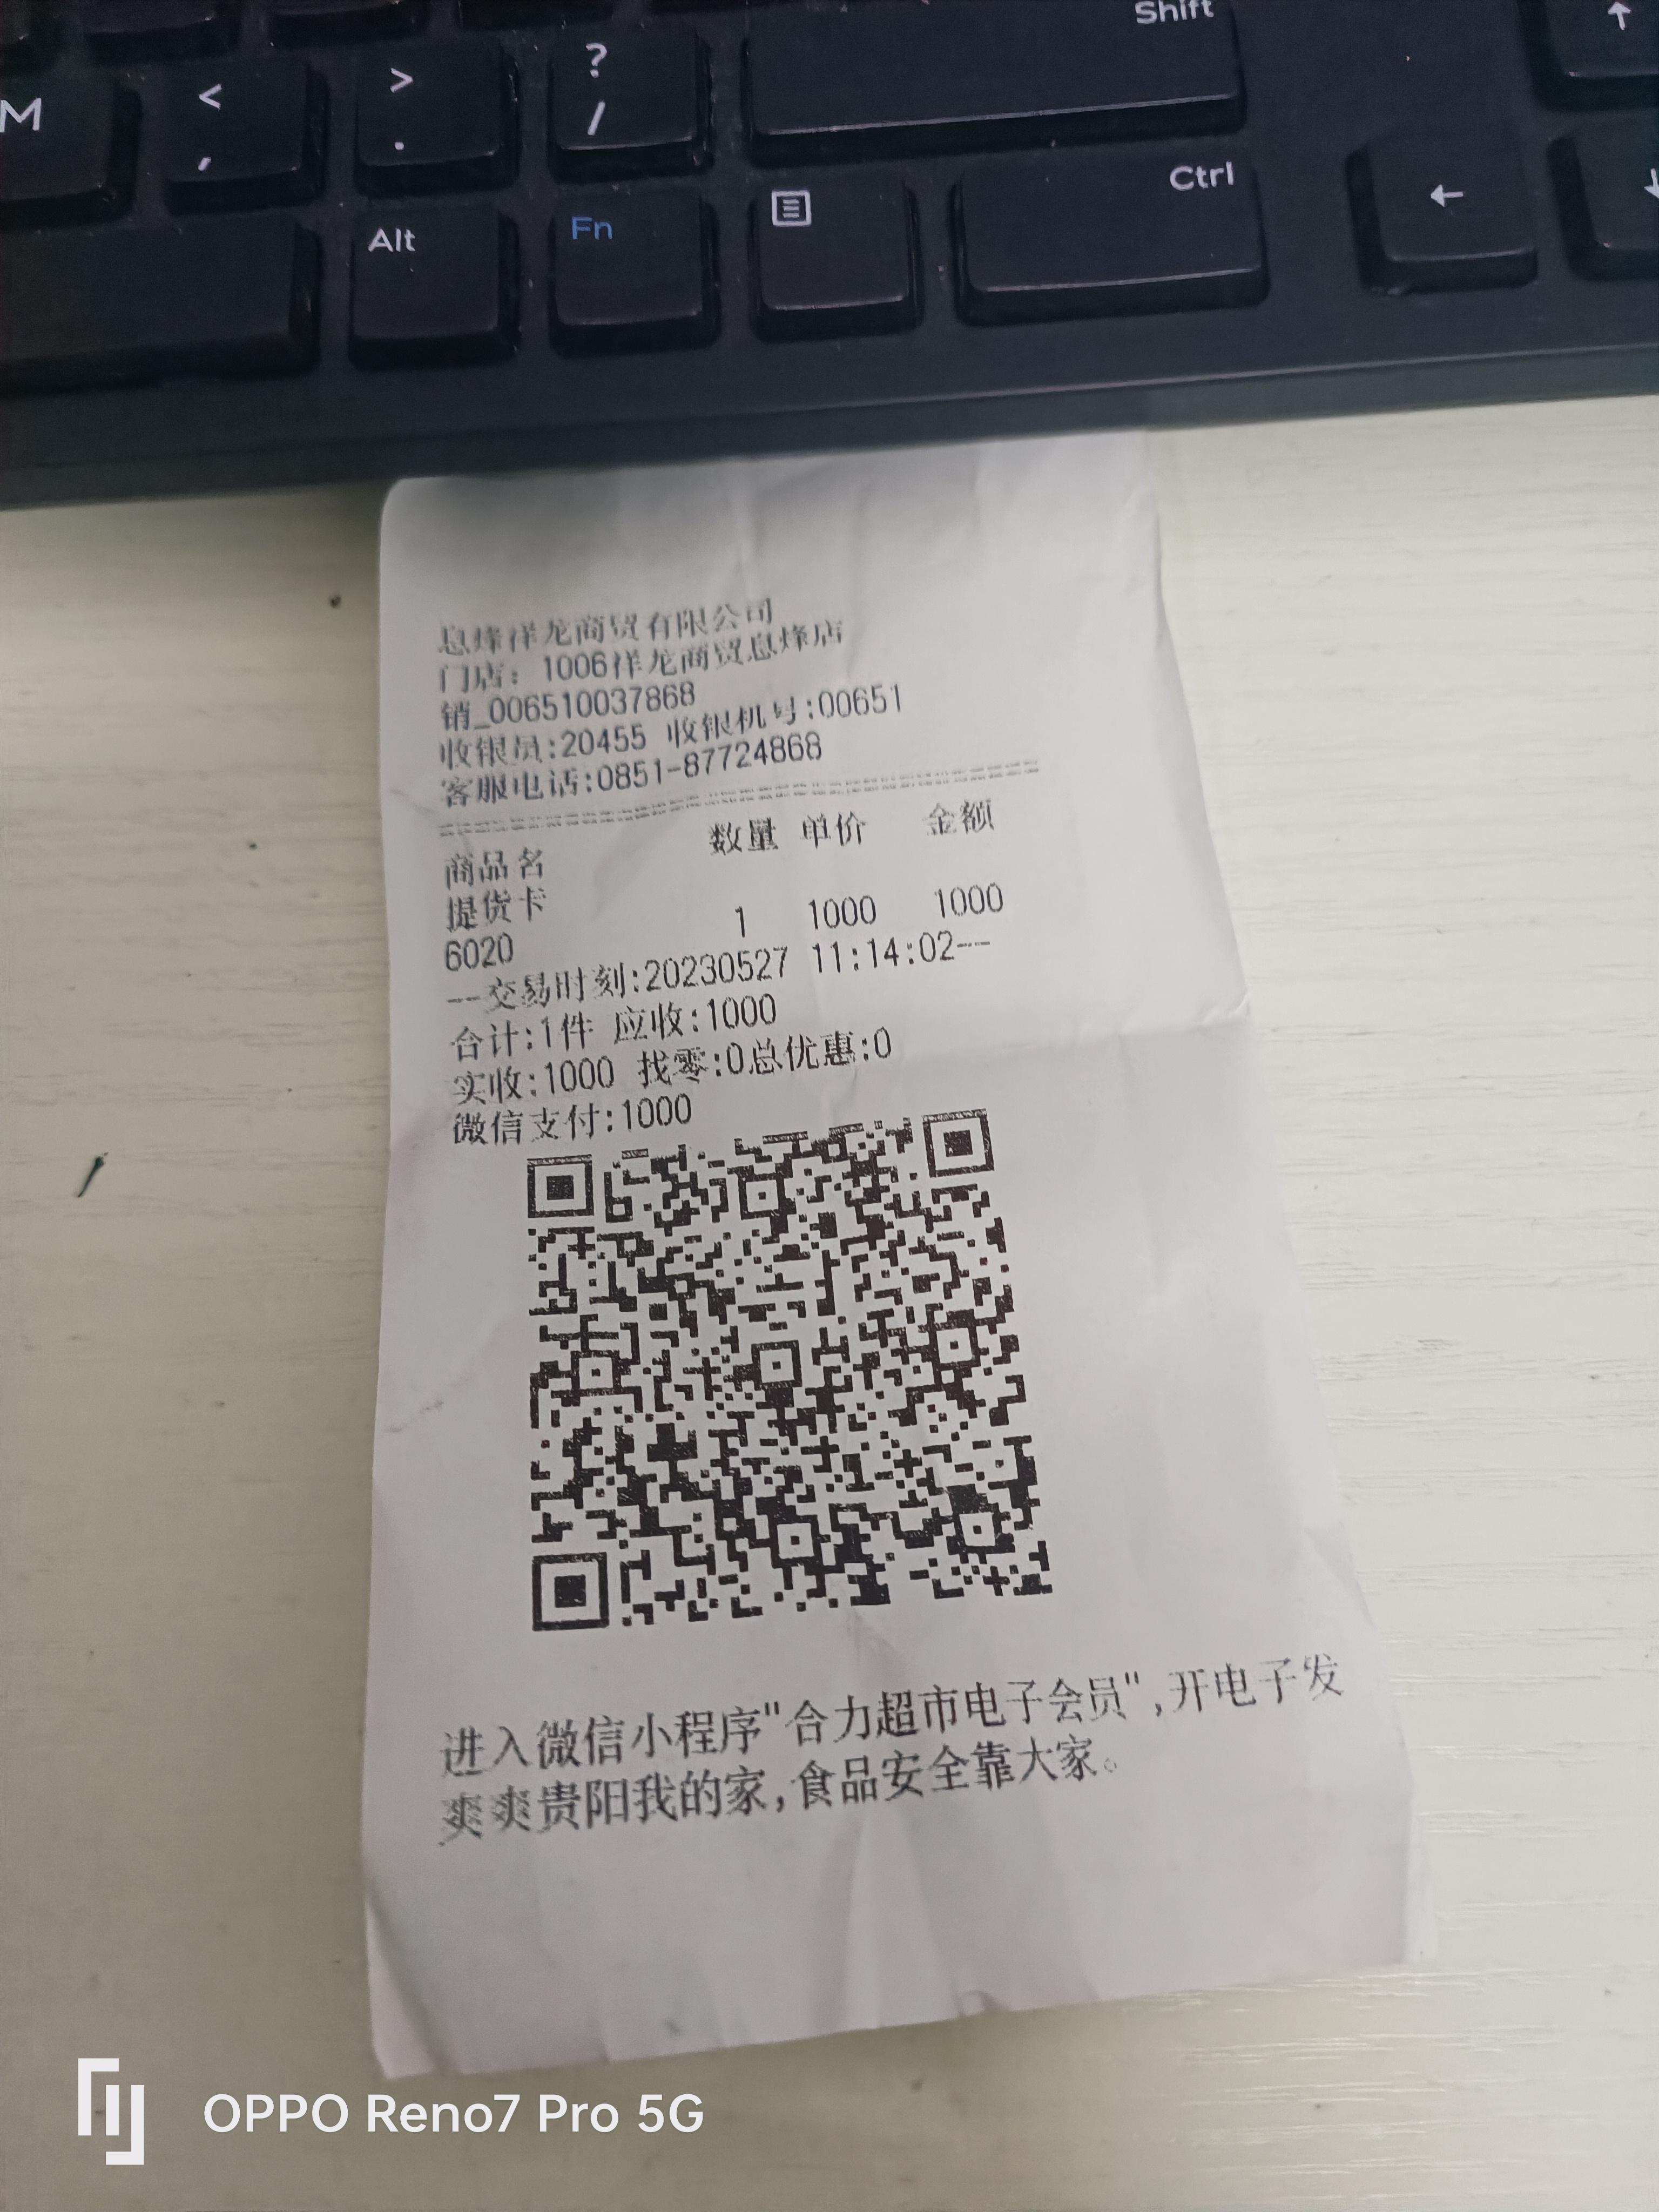 Shift
M
<
,
>
.
?
/
↑
Alt
Fn
Ctrl
←
↓
息烽祥龙商贸有限公司
门店：1006祥龙商贸息烽店
销_006510037868
收银员:20455 收银机号:00651
客服电话:0851-87724868
数量 单价 金额
商品名
提货卡
1 1000 1000
6020
--交易时刻:20230527 11:14:02--
合计:1件 应收:1000
实收:1000 找零:0总优惠:0
微信支付:1000
进入微信小程序"合力超市电子会员",开电子发
爽爽贵阳我的家,食品安全靠大家。
OPPO Reno7 Pro 5G